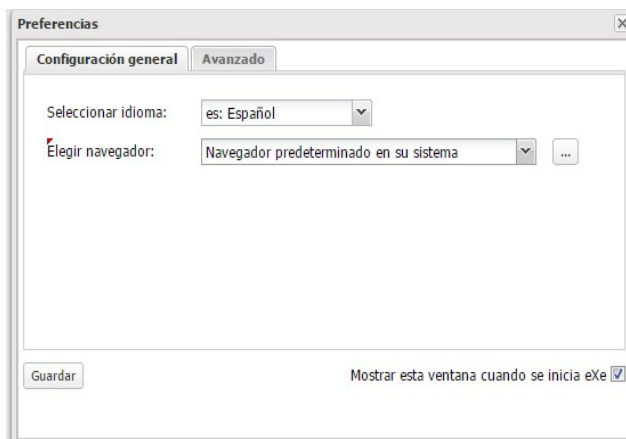 Preferencias
Configuración general Avanzado
Seleccionar idioma: es: Español
Elegir navegador: Navegador predeterminado en su sistema ...
Guardar Mostrar esta ventana cuando se inicia eXe